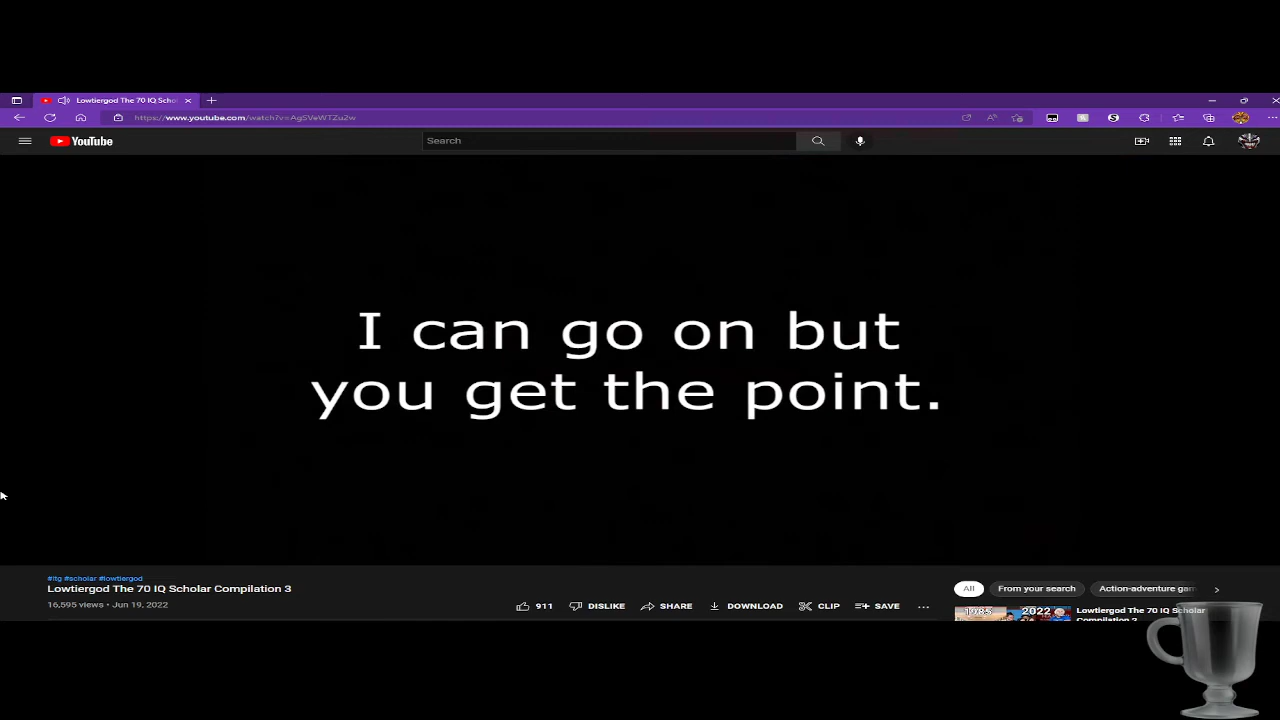 Lowtiergod The 70 IQ Scho
https://www.youtube.com/watch?v=AgSVeWTZu2w
YouTube
Search
I can go on but
you get the point.
#ltg #scholar #lowtiergod
Lowtiergod The 70 IQ Scholar Compilation 3
16,595 views • Jun 19, 2022
911 DISLIKE SHARE DOWNLOAD CLIP SAVE
All From your search Action-adventure gam
1985 2022
Lowtiergod The 70 IQ Scholar